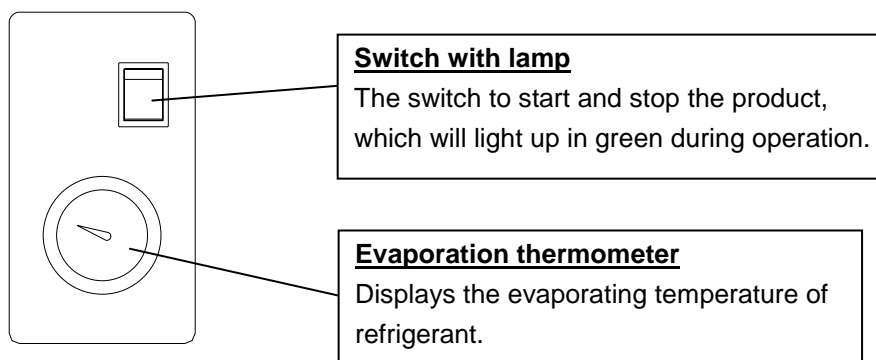 Switch with lamp
The switch to start and stop the product,
which will light up in green during operation.
Evaporation thermometer
Displays the evaporating temperature of
refrigerant.